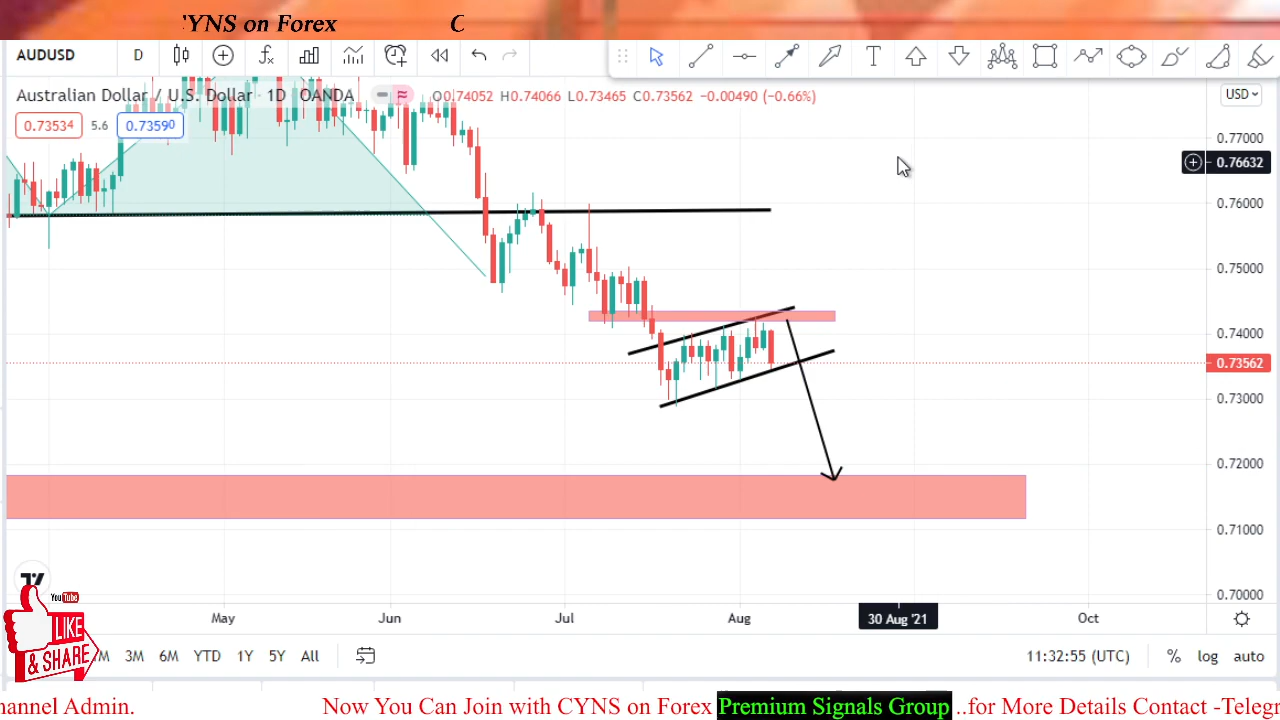 'YNS on Forex C
AUDUSD D
Australian Dollar / U.S. Dollar · 1D · OANDA O0.74052 H0.74066 L0.73465 C0.73562 −0.00490 (−0.66%)
USD
0.73534 5.6 0.73590
0.77000
0.76632
0.76000
0.75000
0.74000
0.73562
0.73000
0.72000
0.71000
0.70000
You Tube
May Jun Jul Aug 30 Aug '21 Oct
LIKE
& SHARE
M 3M 6M YTD 1Y 5Y All 11:32:55 (UTC) % log auto
hannel Admin. Now You Can Join with CYNS on Forex Premium Signals Group ..for More Details Contact -Telegr